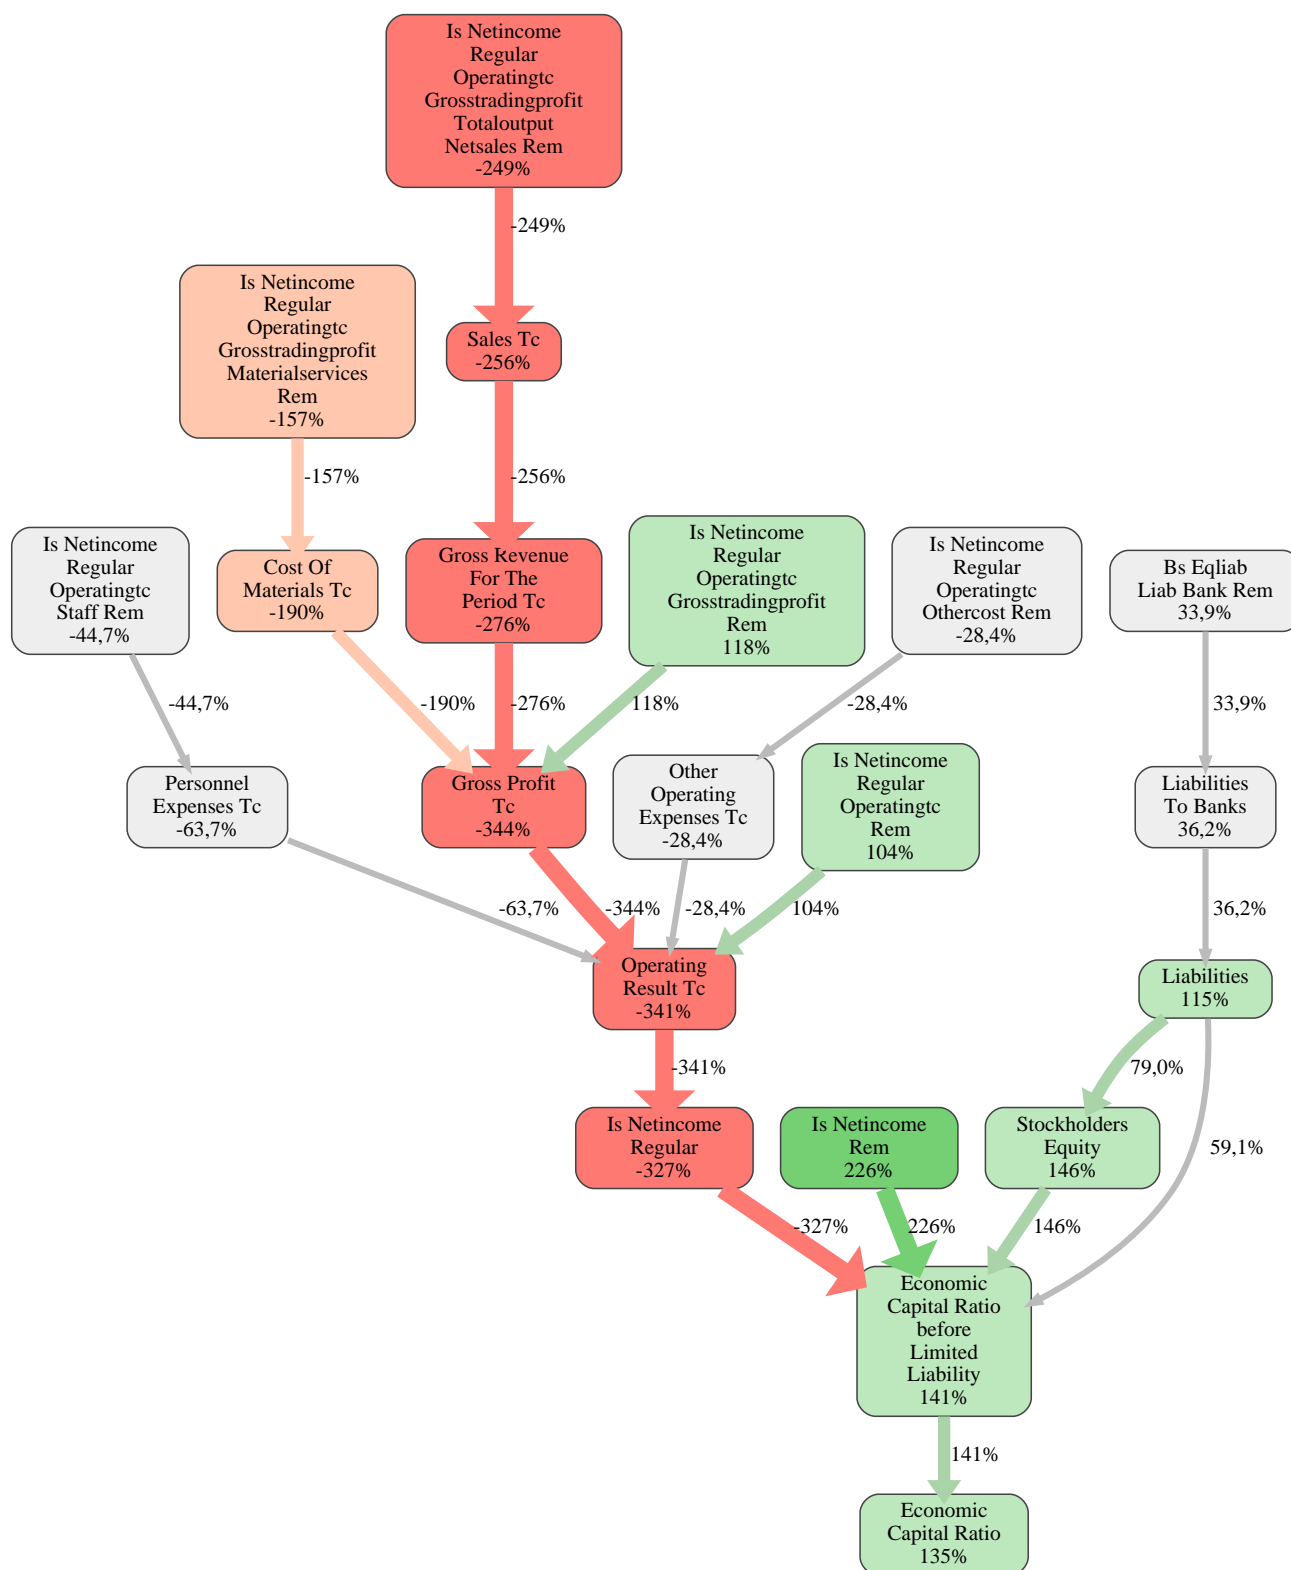 Is Netincome
Regular
Operatingtc
Grosstradingprofit
Totaloutput
Netsales Rem
-249%
-249%
Is Netincome
Regular
Operatingtc
Grosstradingprofit
Materialservices
Rem
-157%
Sales Tc
-256%
-157%
-256%
Is Netincome
Regular
Operatingtc
Staff Rem
-44,7%
Cost Of
Materials Tc
-190%
Gross Revenue
For The
Period Tc
-276%
Is Netincome
Regular
Operatingtc
Grosstradingprofit
Rem
118%
Is Netincome
Regular
Operatingtc
Othercost Rem
-28,4%
Bs Eqliab
Liab Bank Rem
33,9%
-44,7%
-190%
-276%
118%
-28,4%
33,9%
Personnel
Expenses Tc
-63,7%
Gross Profit
Tc
-344%
Other
Operating
Expenses Tc
-28,4%
Is Netincome
Regular
Operatingtc
Rem
104%
Liabilities
To Banks
36,2%
-63,7%
-344%
-28,4%
104%
36,2%
Operating
Result Tc
-341%
Liabilities
115%
-341%
79,0%
59,1%
Is Netincome
Regular
-327%
Is Netincome
Rem
226%
Stockholders
Equity
146%
-327%
226%
146%
Economic
Capital Ratio
before
Limited
Liability
141%
141%
Economic
Capital Ratio
135%